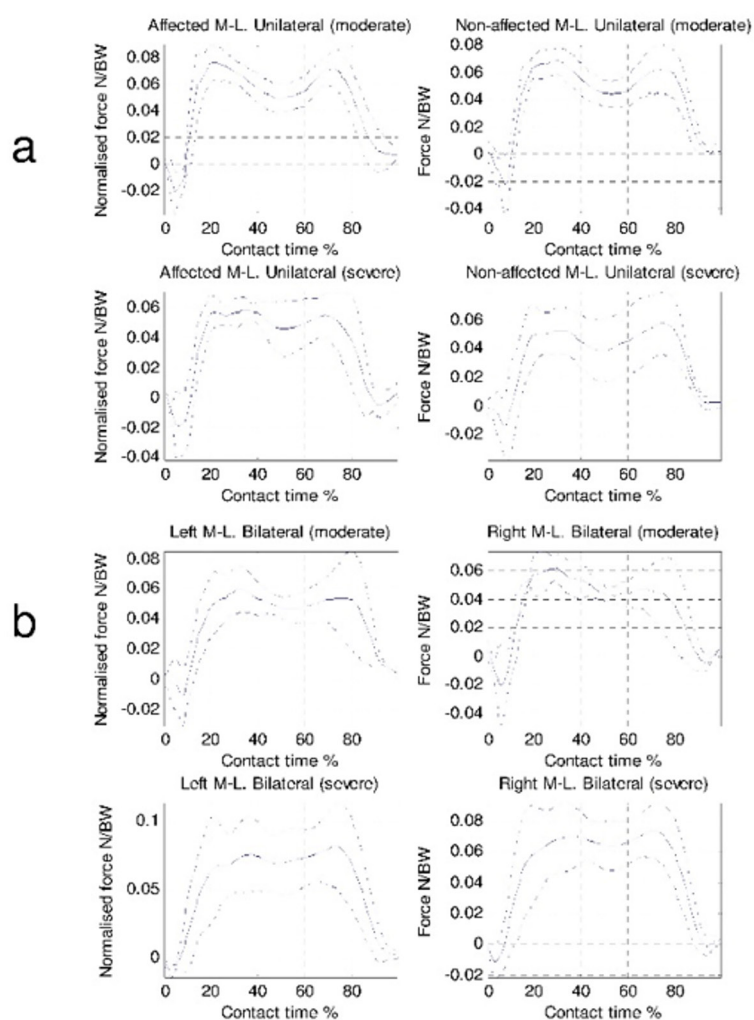 a
Affected M-L. Unilateral (moderate)
Normalised force N/BW
0.08
0.06
0.04
0.02
0
-0.02
0 20 40 60 80
Contact time %
Non-affected M-L. Unilateral (moderate)
Force N/BW
0.08
0.06
0.04
0.02
0
-0.02
-0.04
0 20 40 60 80
Contact time %
Affected M-L. Unilateral (severe)
Normalised force N/BW
0.06
0.04
0.02
0
-0.02
-0.04
0 20 40 60 80
Contact time %
Non-affected M-L. Unilateral (severe)
Force N/BW
0.06
0.04
0.02
0
-0.02
0 20 40 60 80
Contact time %
b
Left M-L. Bilateral (moderate)
Normalised force N/BW
0.08
0.06
0.04
0.02
0
-0.02
0 20 40 60 80
Contact time %
Right M-L. Bilateral (moderate)
Force N/BW
0.06
0.04
0.02
0
-0.02
-0.04
0 20 40 60 80
Contact time %
Left M-L. Bilateral (severe)
Normalised force N/BW
0.1
0.05
0
0 20 40 60 80
Contact time %
Right M-L. Bilateral (severe)
Force N/BW
0.08
0.06
0.04
0.02
0
-0.02
0 20 40 60 80
Contact time %